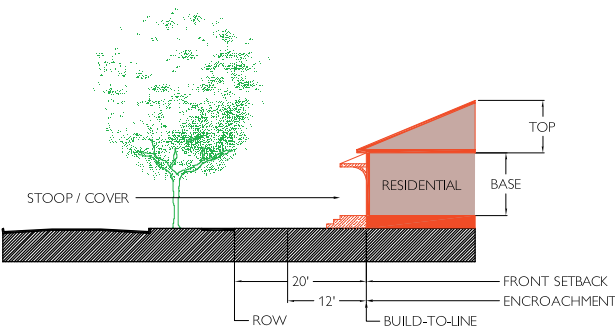 TOP
RESIDENTIAL
BASE
STOOP / COVER
20'
FRONT SETBACK
12'
ENCROACHMENT
ROW
BUILD-TO-LINE